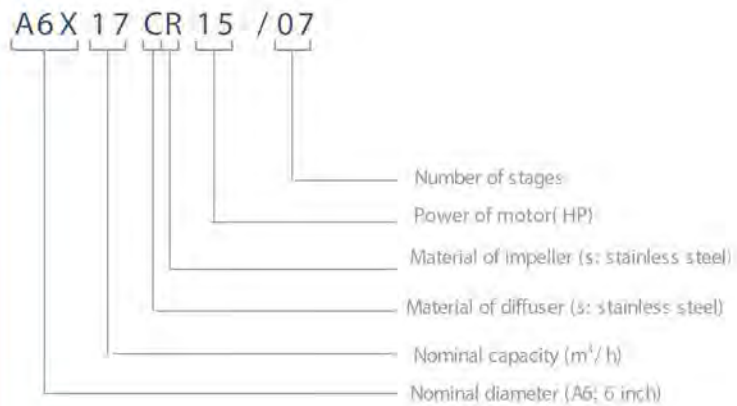 A6X 17 CR 15 /07
Number of stages
Power of motor( HP)
Material of impeller (s: stainless steel)
Material of diffuser (s: stainless steel)
Nominal capacity (m³/ h)
Nominal diameter (A6: 6 inch)